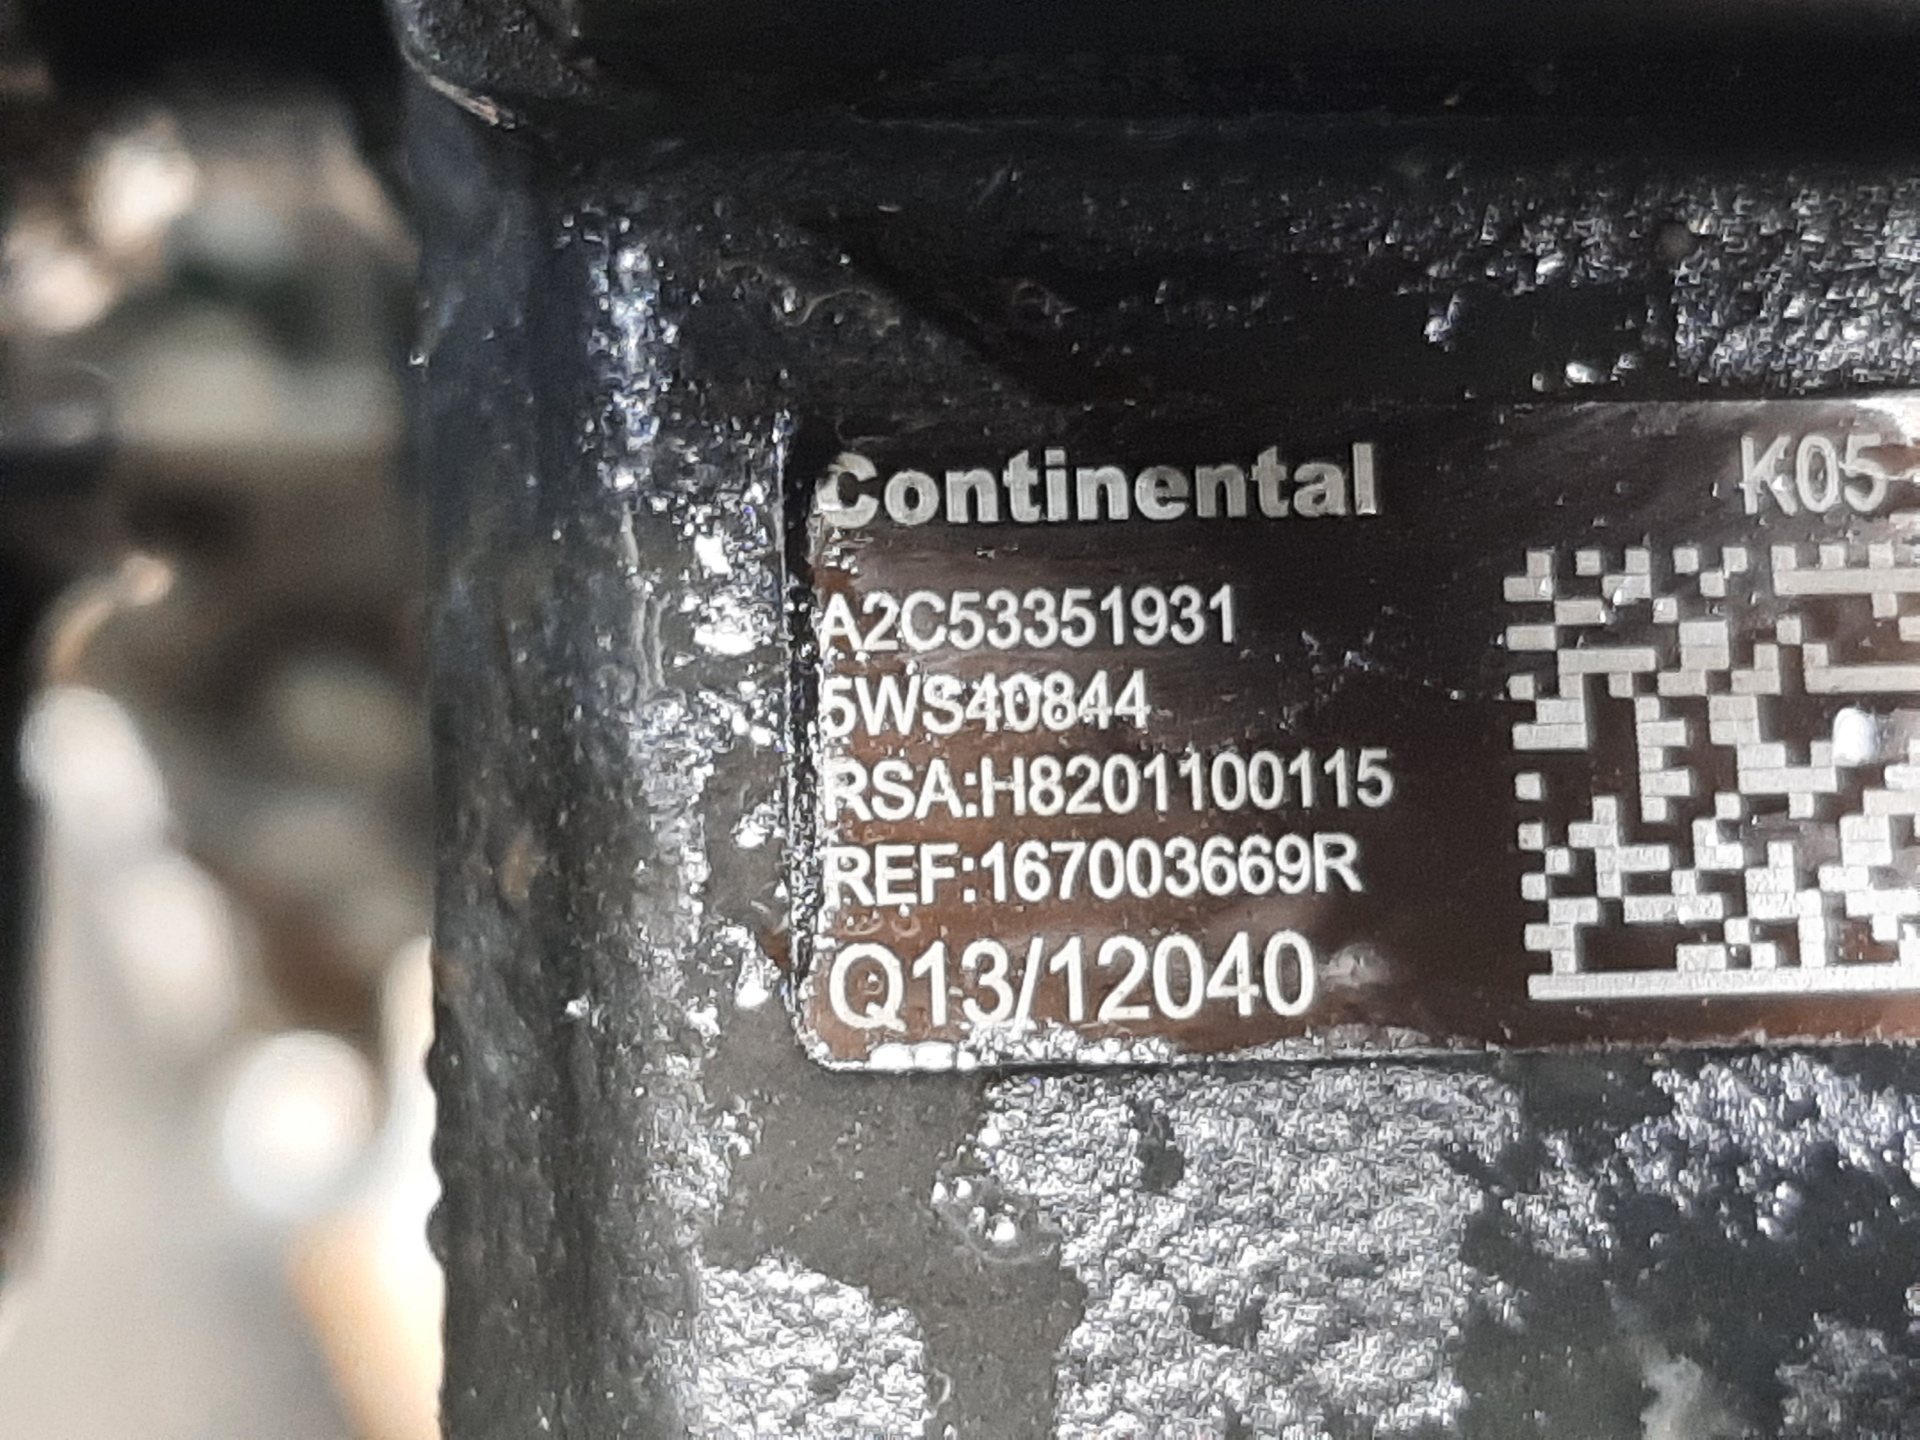 Continental K05
A2C53351931
5WS40844
RSA:H8201100115
REF:167003669R
Q13/12040